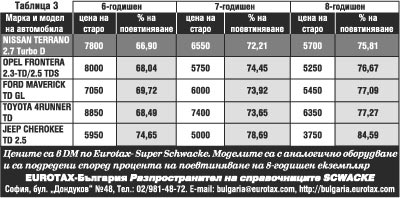 Таблица 3 6-годишен 7-годишен 8-годишен
Марка и модел на автомобила цена на старо % на поевтиняване цена на старо % на поевтиняване цена на старо % на поевтиняване
NISSAN TERRANO 2.7 Turbo D 7800 66,90 6550 72,21 5700 75,81
OPEL FRONTERA 2.3-TD/2.5 TDS 8000 68,04 5750 74,45 5250 76,67
FORD MAVERICK TD GL 7050 69,72 6000 73,92 5450 77,09
TOYOTA 4RUNNER TD 8850 68,49 7400 73,65 6350 77,27
JEEP CHEROKEE TD 2.5 5950 74,65 5000 78,69 3750 84,59
Цените са в DM по Eurotax- Super Schwacke. Моделите са с аналогично оборудване
и са подредени според процента на поевтиняване на 8-годишен екземпляр
EUROTAX-България Разпространител на справочниците SCWACKE
София, бул. „Дондуков” №48, Тел.: 02/981-48-72. E-mail: bulgaria@eurotax.com, http://bulgaria.eurotax.com